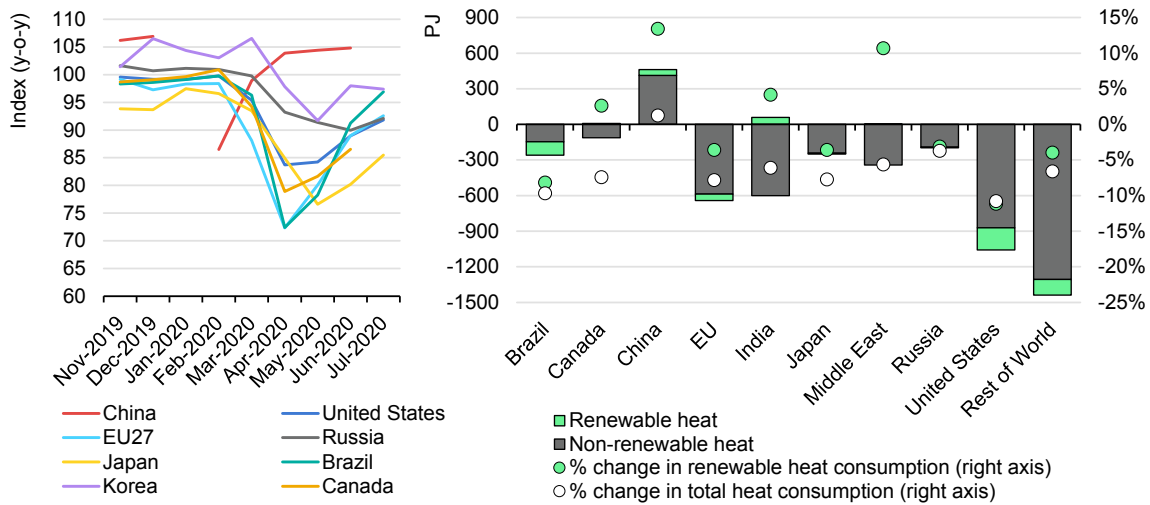 Index (y-o-y)
110
105
100
95
90
85
80
75
70
65
60
Nov-2019
Dec-2019
Jan-2020
Feb-2020
Mar-2020
Apr-2020
May-2020
Jun-2020
Jul-2020
China
United States
EU27
Russia
Japan
Brazil
Korea
Canada
PJ
900
600
300
0
-300
-600
-900
-1200
-1500
15%
10%
5%
0%
-5%
-10%
-15%
-20%
-25%
Brazil
Canada
China
EU
India
Japan
Middle East
Russia
United States
Rest of World
Renewable heat
Non-renewable heat
% change in renewable heat consumption (right axis)
% change in total heat consumption (right axis)